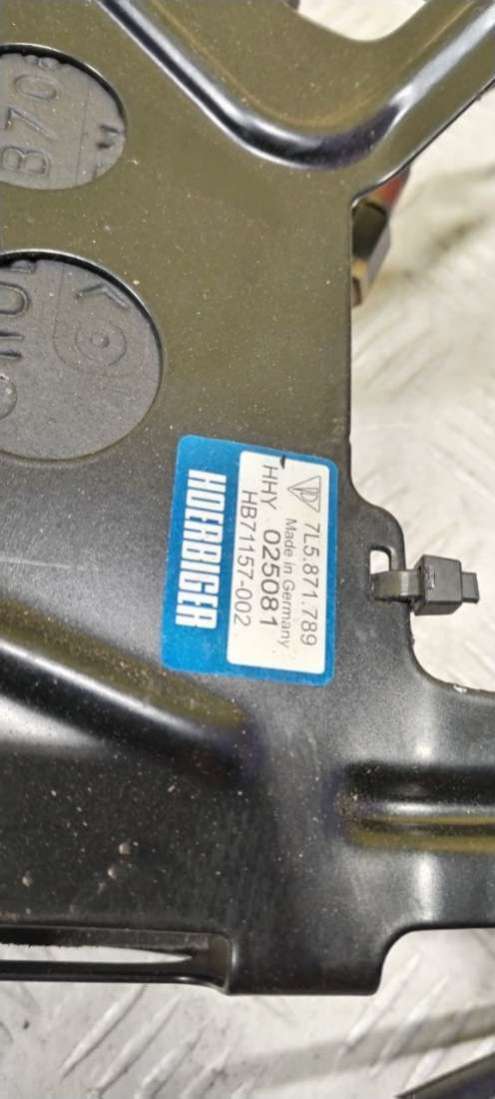 7L5.871.789
Made in Germany
HHY 025081
HB71157-002
HOERBIGER